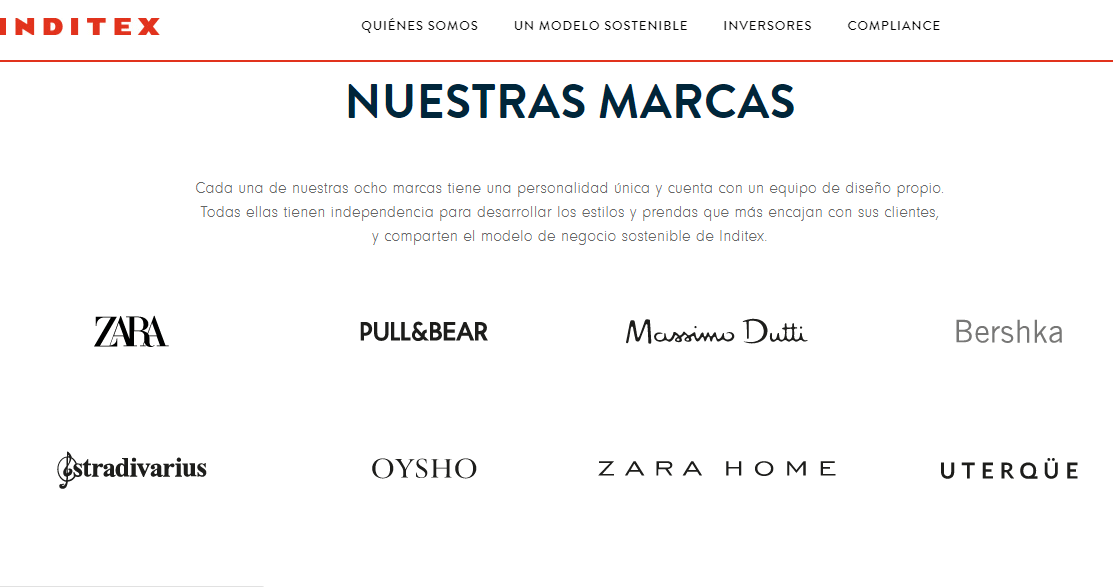 INDITEX QUIÉNES SOMOS UN MODELO SOSTENIBLE INVERSORES COMPLIANCE
NUESTRAS MARCAS
Cada una de nuestras ocho marcas tiene una personalidad única y cuenta con un equipo de diseño propio.
Todas ellas tienen independencia para desarrollar los estilos y prendas que más encajan con sus clientes,
y comparten el modelo de negocio sostenible de Inditex.
ZARA PULL&BEAR Massimo Dutti Bershka
stradivarius OYSHO ZARA HOME UTERQÜE